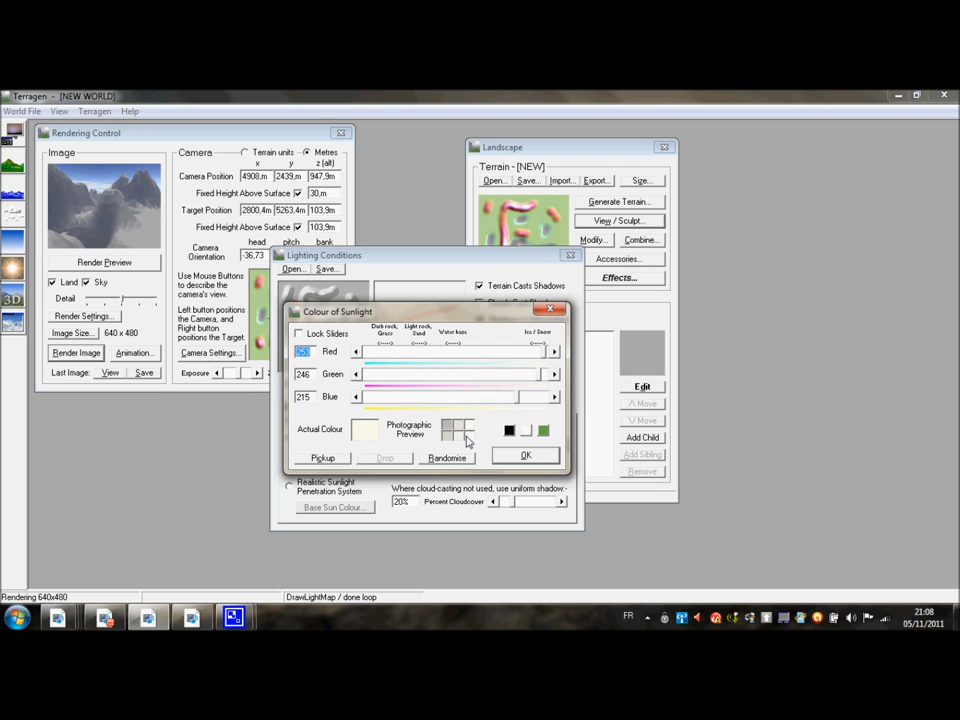 Terragen - [NEW WORLD]
World File View Terragen Help
Rendering Control
Image
Render Preview
Land Sky
Detail
Render Settings...
Image Size... 640 x 480
Render Image Animation...
Last Image: View Save
Camera Terrain units Metres
x y z (alt)
Camera Position 4908,m 2439,m 947,9m
Fixed Height Above Surface 30,m
Target Position 2800,4m 5263,4m 103,9m
Fixed Height Above Surface 103,9m
head pitch bank
Camera Orientation -36,73
Use Mouse Buttons
to describe the
camera's view.
Left button
positions the
Camera, and
Right button
positions the Target.
Camera Settings...
Exposure
Landscape
Terrain - [NEW]
Open... Save... Import... Export... Size...
Generate Terrain...
View / Sculpt...
Modify... Combine...
Accessories...
Effects...
Edit
/\ Move
\/ Move
Add Child
Add Sibling
Remove
Lighting Conditions
Open... Save...
Terrain Casts Shadows
Colour of Sunlight
Lock Sliders
Dark rock, Grass
Light rock, Sand
Water haze
Ice / Snow
253 Red
246 Green
215 Blue
Actual Colour
Photographic Preview
Pickup Drop Randomise OK
Realistic Sunlight
Penetration System
Base Sun Colour...
Where cloud-casting not used, use uniform shadow:-
20% Percent Cloudcover
Rendering 640x480
DrawLightMap / done loop
FR
21:08
05/11/2011